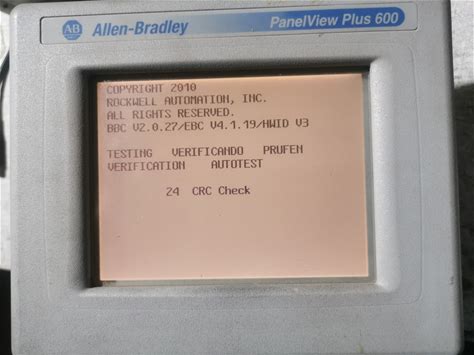 AB Allen-Bradley
PanelView Plus 600
COPYRIGHT 2010
ROCKWELL AUTOMATION, INC.
ALL RIGHTS RESERVED.
BBC V2.0.27/EBC V4.1.19/HWID V3
TESTING VERIFICANDO PRUFEN
VERIFICATION AUTOTEST
24 CRC Check